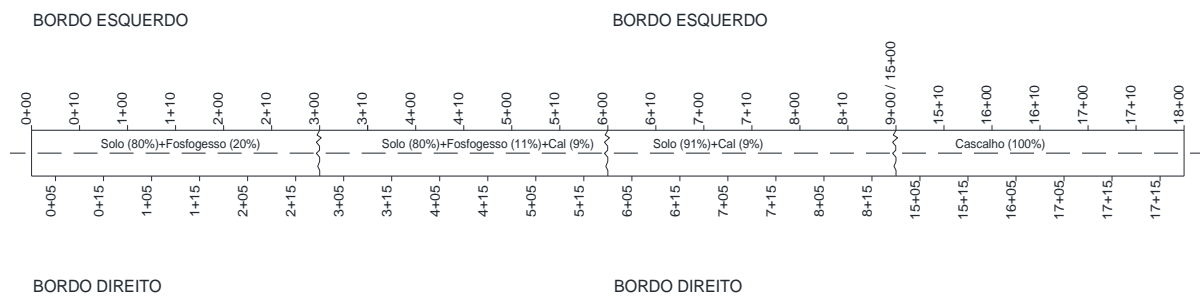 BORDO ESQUERDO BORDO ESQUERDO
0+00 0+10 1+00 1+10 2+00 2+10 3+00 3+10 4+00 4+10 5+00 5+10 6+00 6+10 7+00 7+10 8+00 8+10 9+00 / 15+00 15+10 16+00 16+10 17+00 17+10 18+00
Solo (80%)+Fosfogesso (20%) Solo (80%)+Fosfogesso (11%)+Cal (9%) Solo (91%)+Cal (9%) Cascalho (100%)
0+05 0+15 1+05 1+15 2+05 2+15 3+05 3+15 4+05 4+15 5+05 5+15 6+05 6+15 7+05 7+15 8+05 8+15 15+05 15+15 16+05 16+15 17+05 17+15 17+15
BORDO DIREITO BORDO DIREITO